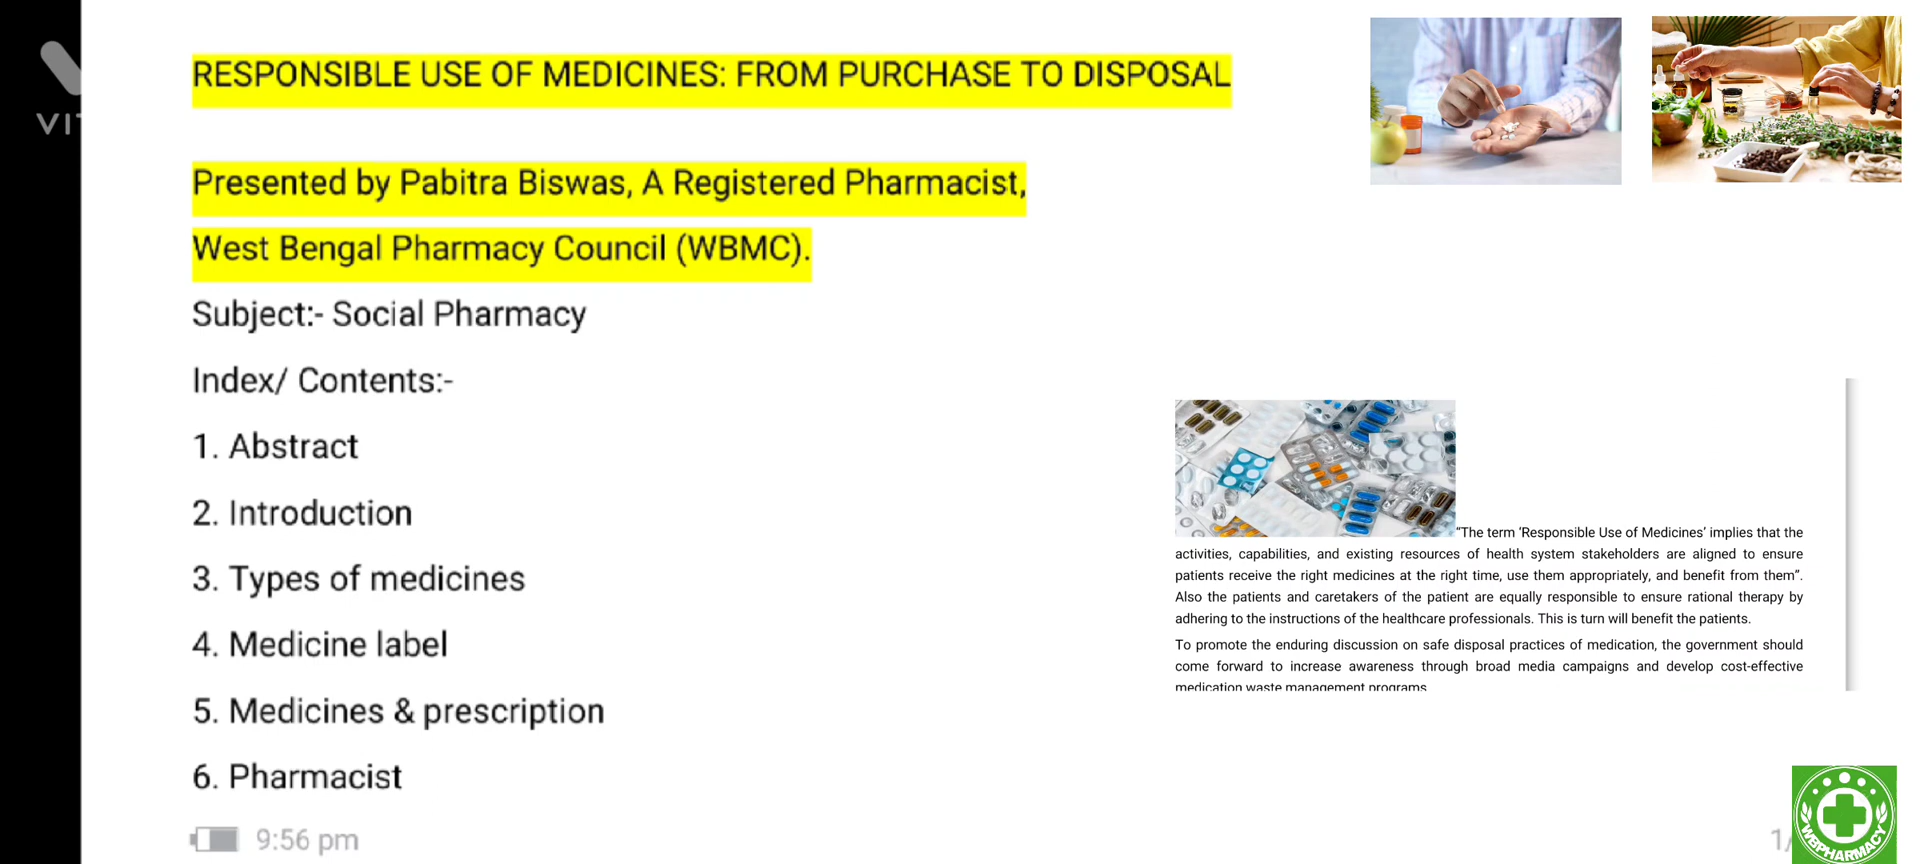 RESPONSIBLE USE OF MEDICINES: FROM PURCHASE TO DISPOSAL
Presented by Pabitra Biswas, A Registered Pharmacist,
West Bengal Pharmacy Council (WBMC).
Subject:- Social Pharmacy
Index/ Contents:-
1. Abstract
2. Introduction
3. Types of medicines
4. Medicine label
5. Medicines & prescription
6. Pharmacist
9:56 pm
“The term ‘Responsible Use of Medicines’ implies that the
activities, capabilities, and existing resources of health system stakeholders are aligned to ensure
patients receive the right medicines at the right time, use them appropriately, and benefit from them”.
Also the patients and caretakers of the patient are equally responsible to ensure rational therapy by
adhering to the instructions of the healthcare professionals. This is turn will benefit the patients.
To promote the enduring discussion on safe disposal practices of medication, the government should
come forward to increase awareness through broad media campaigns and develop cost-effective
medication waste management programs
1/
WBPHARMACY